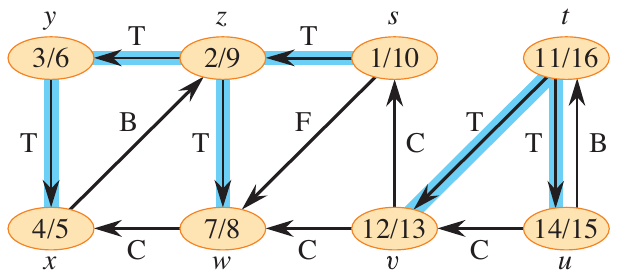 y z s t
T T
3/6 2/9 1/10 11/16
T B T F C T T B
4/5 7/8 12/13 14/15
C C C
x w v u